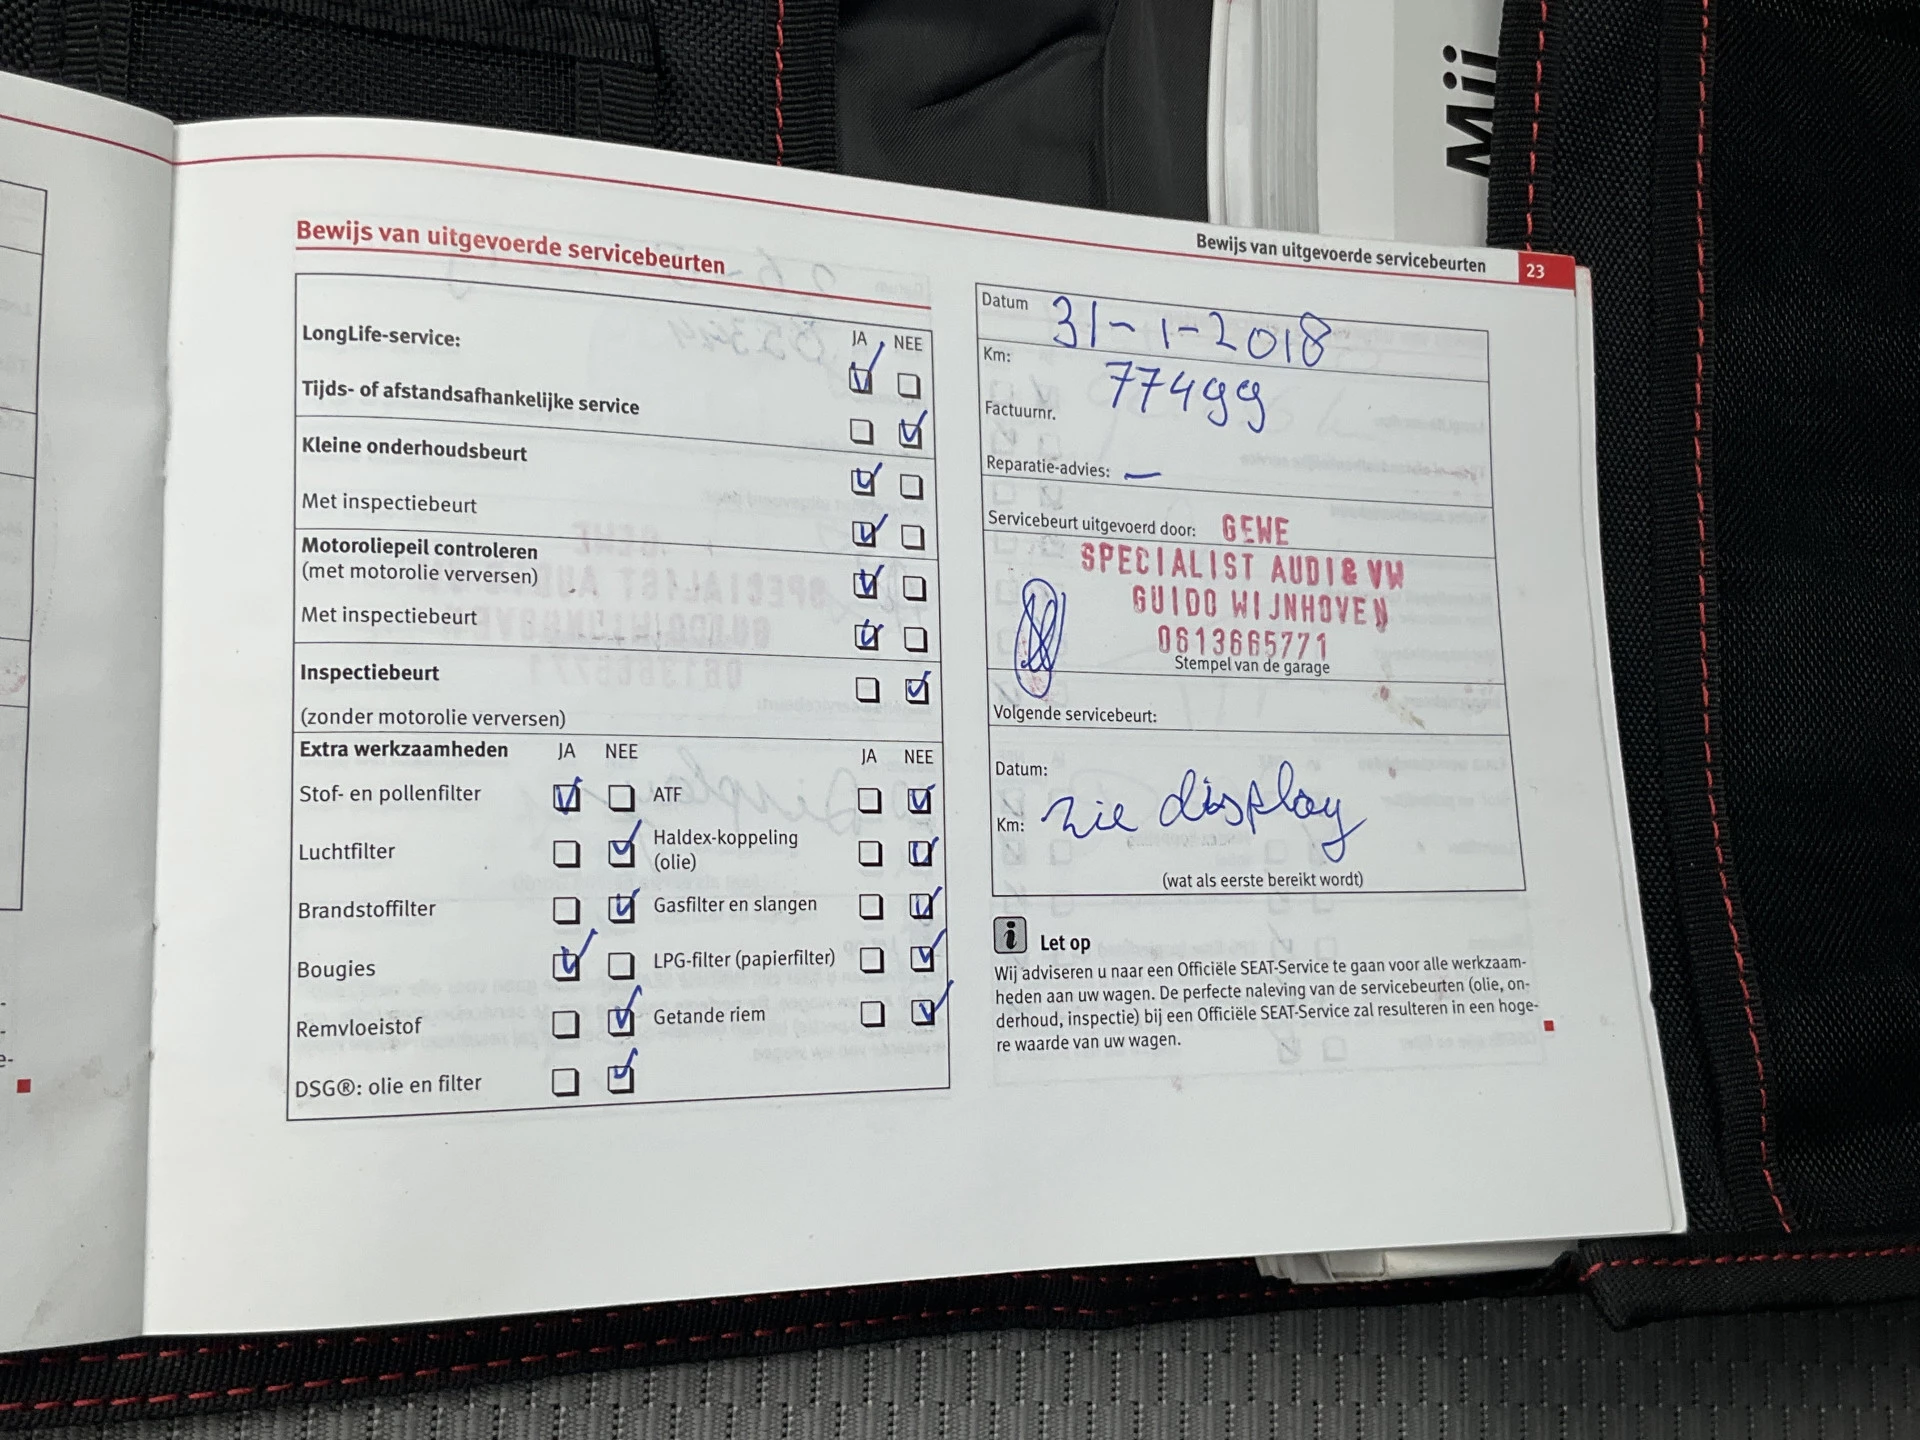 Mii
Bewijs van uitgevoerde servicebeurten
23
Bewijs van uitgevoerde servicebeurten
LongLife-service:
JA NEE
Tijds- of afstandsafhankelijke service
Kleine onderhoudsbeurt
Met inspectiebeurt
Motoroliepeil controleren
(met motorolie verversen)
Met inspectiebeurt
Inspectiebeurt
(zonder motorolie verversen)
Extra werkzaamheden JA NEE JA NEE
Stof- en pollenfilter ATF
Luchtfilter Haldex-koppeling
(olie)
Brandstoffilter Gasfilter en slangen
Bougies LPG-filter (papierfilter)
Remvloeistof Getande riem
DSG®: olie en filter
Datum 31-1-2018
Km: 77499
Factuurnr.
Reparatie-advies: —
Servicebeurt uitgevoerd door: GEWE
SPECIALIST AUDI & VW
GUIDO WIJNHOVEN
0613665771
Stempel van de garage
Volgende servicebeurt:
Datum:
Km: zie display
(wat als eerste bereikt wordt)
i Let op
Wij adviseren u naar een Officiële SEAT-Service te gaan voor alle werkzaam-
heden aan uw wagen. De perfecte naleving van de servicebeurten (olie, on-
derhoud, inspectie) bij een Officiële SEAT-Service zal resulteren in een hoge-
re waarde van uw wagen.